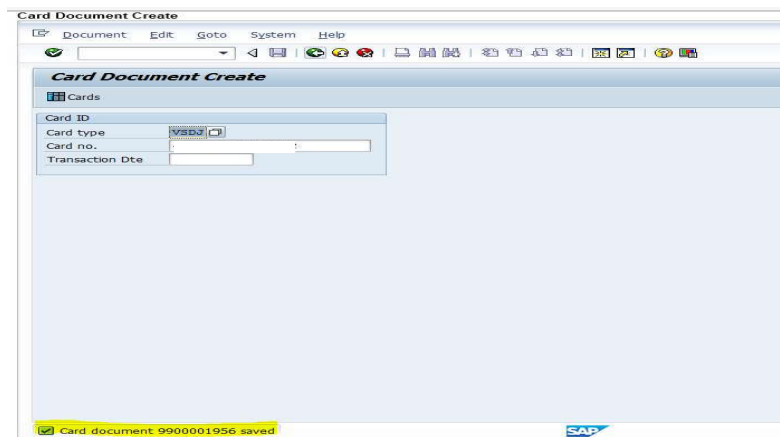 Card Document Create
Document Edit Goto System Help
Card Document Create
Cards
Card ID
Card type VSDJ
Card no.
Transaction Dte
Card document 9900001956 saved
SAP